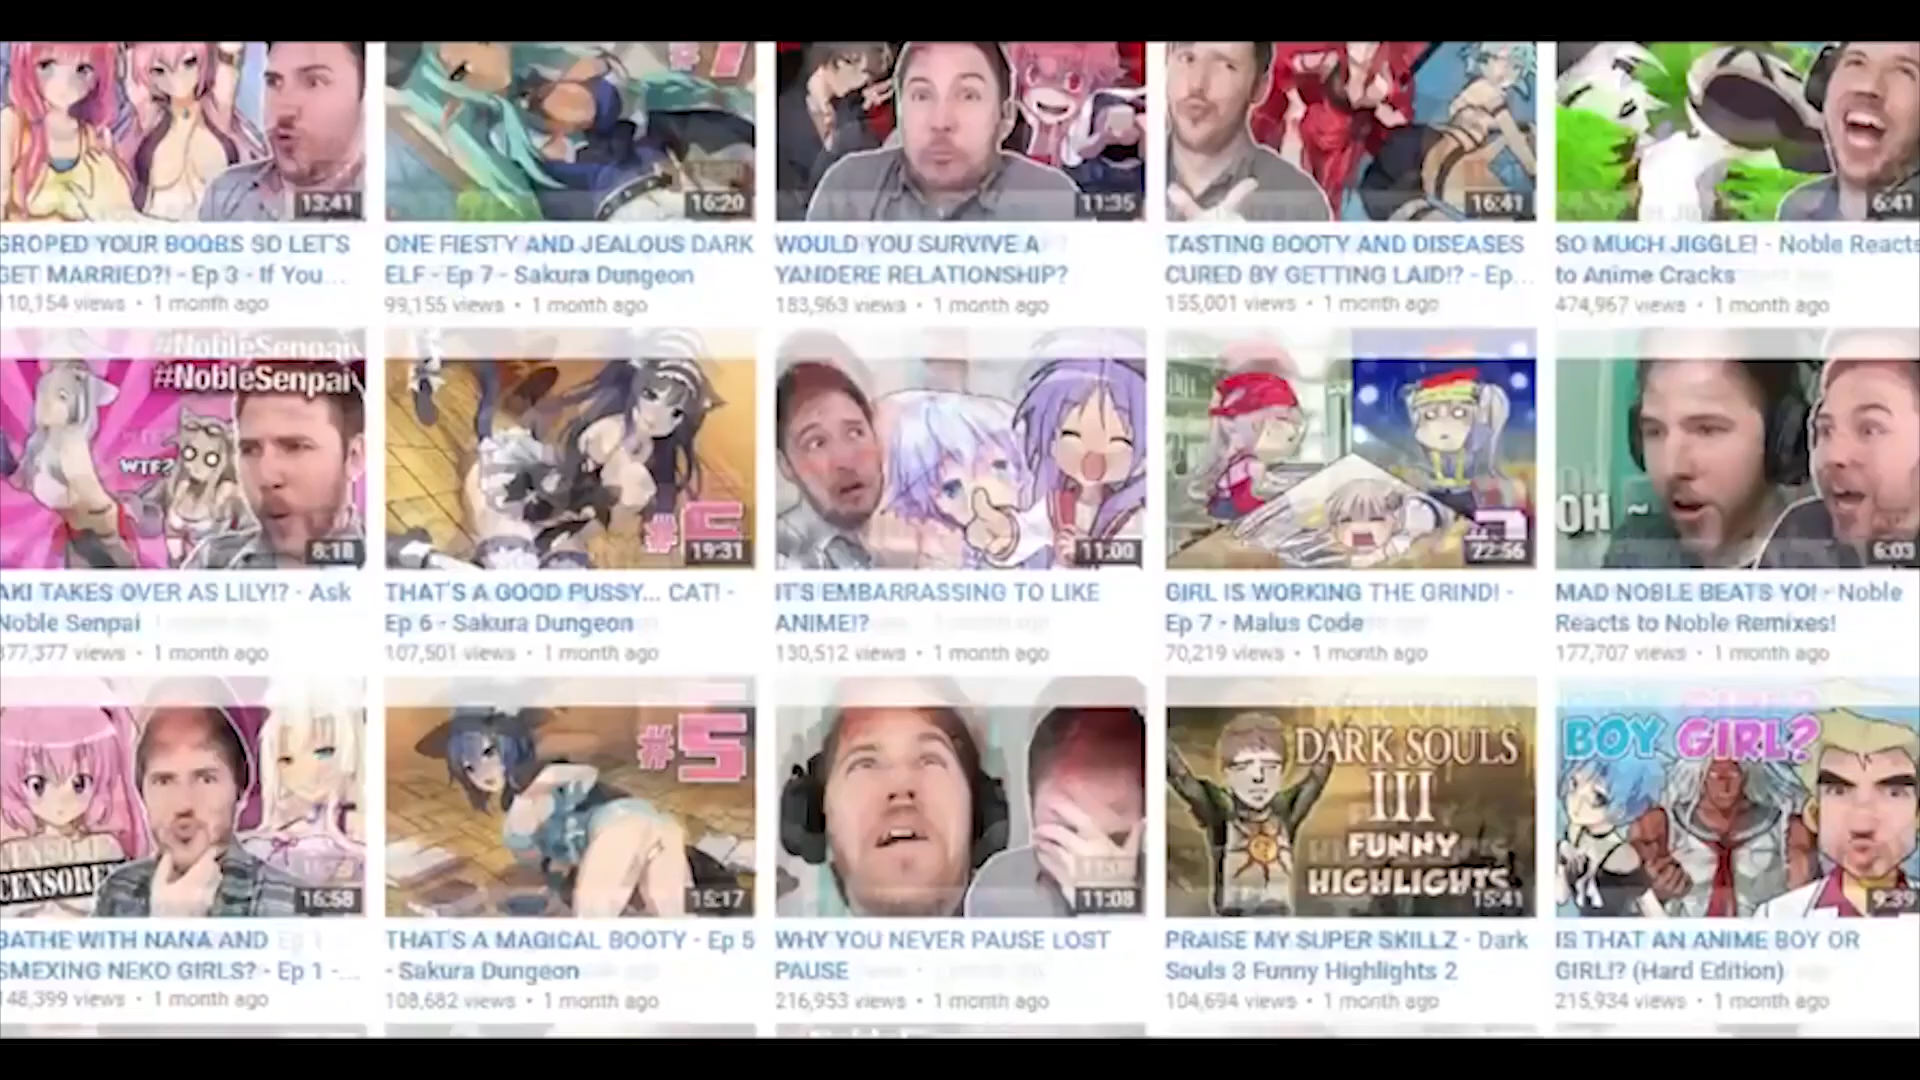 #7
13:41
16:20
11:35
16:41
6:41
GROPED YOUR BOOBS SO LET'S
GET MARRIED?! - Ep 3 - If You...
110,154 views • 1 month ago
ONE FIESTY AND JEALOUS DARK
ELF - Ep 7 - Sakura Dungeon
99,155 views • 1 month ago
WOULD YOU SURVIVE A
YANDERE RELATIONSHIP?
183,963 views • 1 month ago
TASTING BOOTY AND DISEASES
CURED BY GETTING LAID!? - Ep...
155,001 views • 1 month ago
SO MUCH JIGGLE! - Noble Reacts
to Anime Cracks
474,967 views • 1 month ago
#NobleSenpai
#NobleSenpai
WTF?
8:18
19:31
11:00
22:56
OH ~
6:03
AKI TAKES OVER AS LILY!? - Ask
Noble Senpai
177,377 views • 1 month ago
THAT'S A GOOD PUSSY... CAT! -
Ep 6 - Sakura Dungeon
107,501 views • 1 month ago
IT'S EMBARRASSING TO LIKE
ANIME!?
130,512 views • 1 month ago
GIRL IS WORKING THE GRIND! -
Ep 7 - Malus Code
70,219 views • 1 month ago
MAD NOBLE BEATS YO! - Noble
Reacts to Noble Remixes!
177,707 views • 1 month ago
CENSORE
16:58
#5
15:17
11:08
DARK SOULS
III
FUNNY
HIGHLIGHTS
15:41
BOY GIRL?
9:39
BATHE WITH NANA AND
SMEXING NEKO GIRLS? - Ep 1 -...
148,399 views • 1 month ago
THAT'S A MAGICAL BOOTY - Ep 5
- Sakura Dungeon
108,682 views • 1 month ago
WHY YOU NEVER PAUSE LOST
PAUSE
216,953 views • 1 month ago
PRAISE MY SUPER SKILLZ - Dark
Souls 3 Funny Highlights 2
104,694 views • 1 month ago
IS THAT AN ANIME BOY OR
GIRL!? (Hard Edition)
215,934 views • 1 month ago